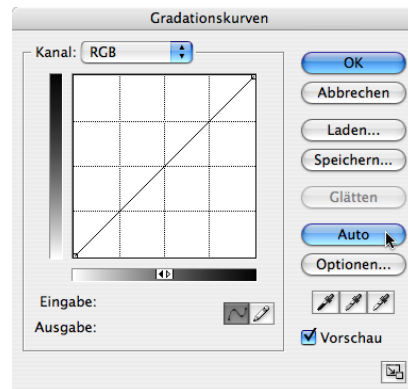 Gradationskurven
Kanal: RGB
OK
Abbrechen
Laden...
Speichern...
Glätten
Auto
Optionen...
Eingabe:
Ausgabe:
Vorschau